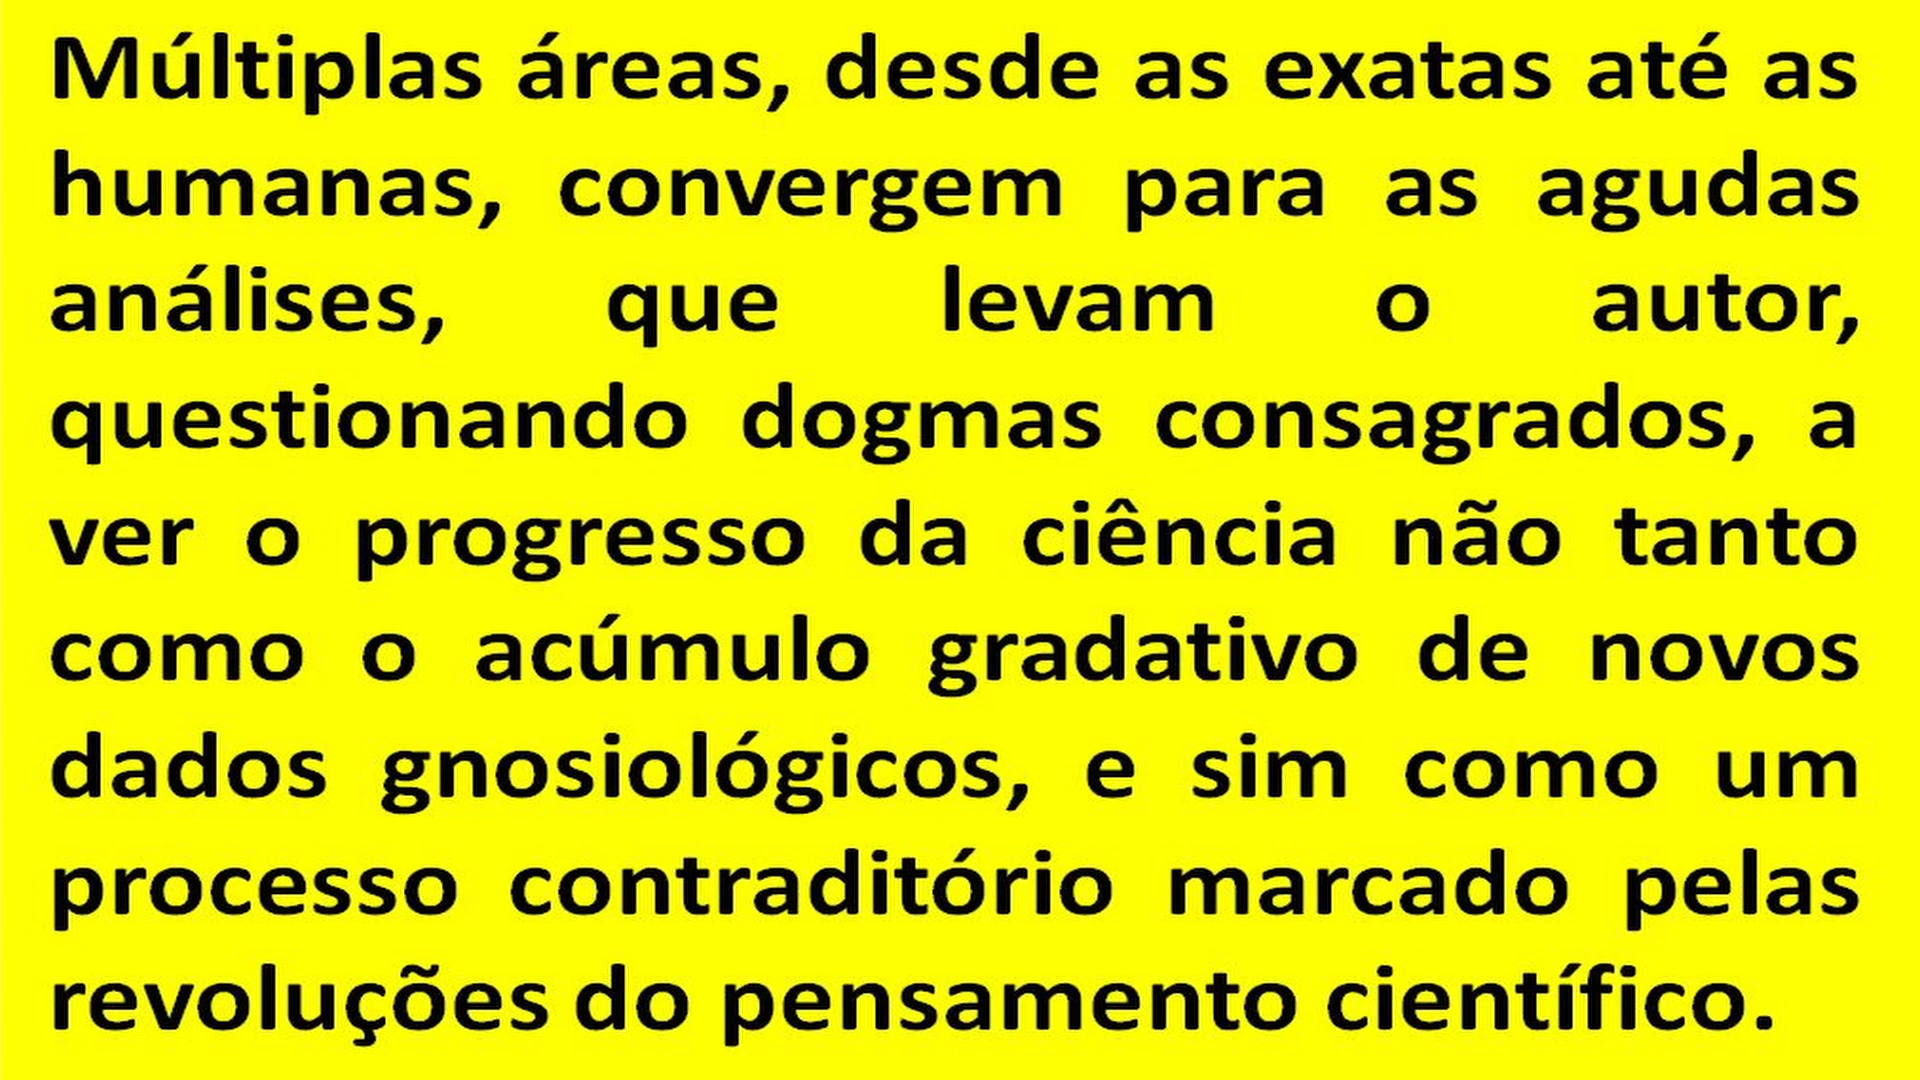 Múltiplas áreas, desde as exatas até as
humanas, convergem para as agudas
análises, que levam o autor,
questionando dogmas consagrados, a
ver o progresso da ciência não tanto
como o acúmulo gradativo de novos
dados gnosiológicos, e sim como um
processo contraditório marcado pelas
revoluções do pensamento científico.